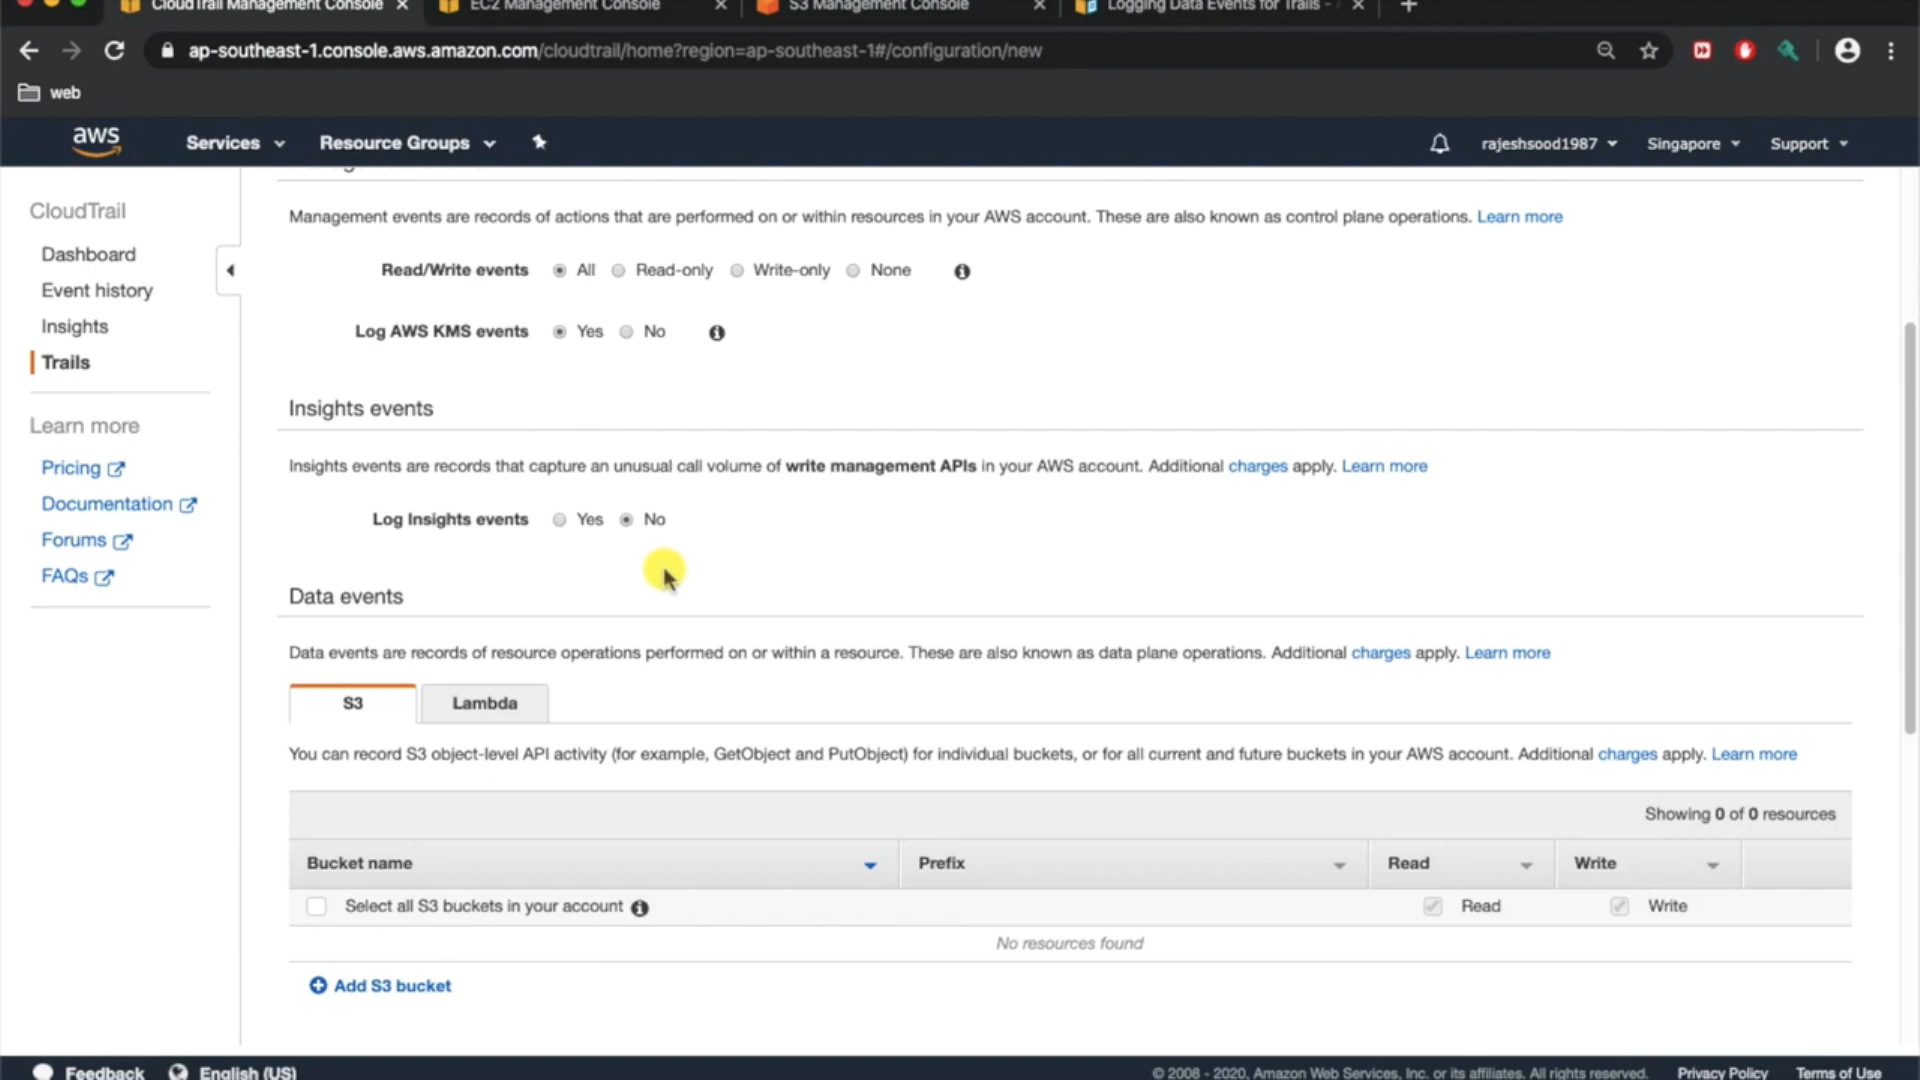 CloudTrail Management Console
EC2 Management Console
S3 Management Console
Logging Data Events for Trails -
ap-southeast-1.console.aws.amazon.com/cloudtrail/home?region=ap-southeast-1#/configuration/new
web
aws
Services
Resource Groups
rajeshsood1987
Singapore
Support
CloudTrail
Dashboard
Event history
Insights
Trails
Learn more
Pricing
Documentation
Forums
FAQs
Management events are records of actions that are performed on or within resources in your AWS account. These are also known as control plane operations. Learn more
Read/Write events All Read-only Write-only None
Log AWS KMS events Yes No
Insights events
Insights events are records that capture an unusual call volume of write management APIs in your AWS account. Additional charges apply. Learn more
Log Insights events Yes No
Data events
Data events are records of resource operations performed on or within a resource. These are also known as data plane operations. Additional charges apply. Learn more
S3 Lambda
You can record S3 object-level API activity (for example, GetObject and PutObject) for individual buckets, or for all current and future buckets in your AWS account. Additional charges apply. Learn more
Showing 0 of 0 resources
Bucket name Prefix Read Write
Select all S3 buckets in your account Read Write
No resources found
Add S3 bucket
Feedback English (US)
© 2008 - 2020, Amazon Web Services, Inc. or its affiliates. All rights reserved. Privacy Policy Terms of Use